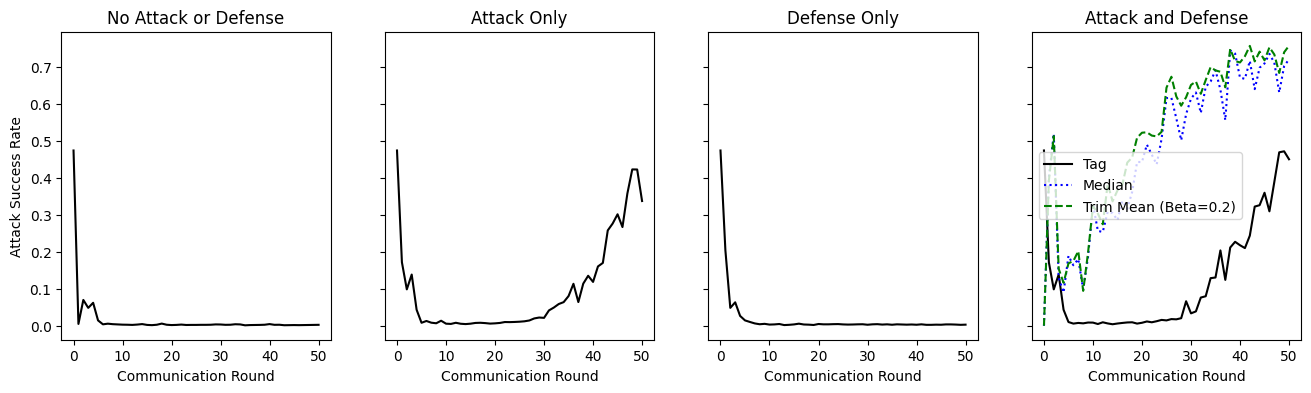 No Attack or Defense
Attack Only
Defense Only
Attack and Defense
Attack Success Rate
0.7
0.6
0.5
0.4
0.3
0.2
0.1
0.0
Tag
Median
Trim Mean (Beta=0.2)
0 10 20 30 40 50
0 10 20 30 40 50
0 10 20 30 40 50
0 10 20 30 40 50
Communication Round
Communication Round
Communication Round
Communication Round